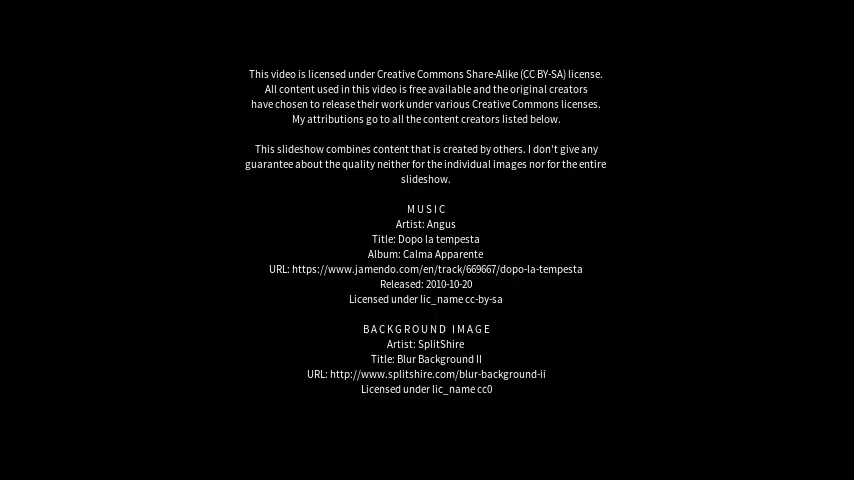 This video is licensed under Creative Commons Share-Alike (CC BY-SA) license.
All content used in this video is free available and the original creators
have chosen to release their work under various Creative Commons licenses.
My attributions go to all the content creators listed below.
This slideshow combines content that is created by others. I don't give any
guarantee about the quality neither for the individual images nor for the entire
slideshow.
M U S I C
Artist: Angus
Title: Dopo la tempesta
Album: Calma Apparente
URL: https://www.jamendo.com/en/track/669667/dopo-la-tempesta
Released: 2010-10-20
Licensed under lic_name cc-by-sa
B A C K G R O U N D   I M A G E
Artist: SplitShire
Title: Blur Background II
URL: http://www.splitshire.com/blur-background-ii
Licensed under lic_name cc0